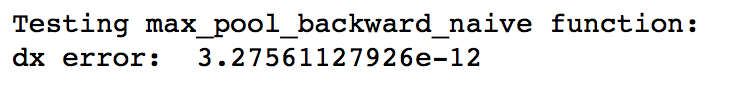 Testing max_pool_backward_naive function:
dx error:  3.27561127926e-12